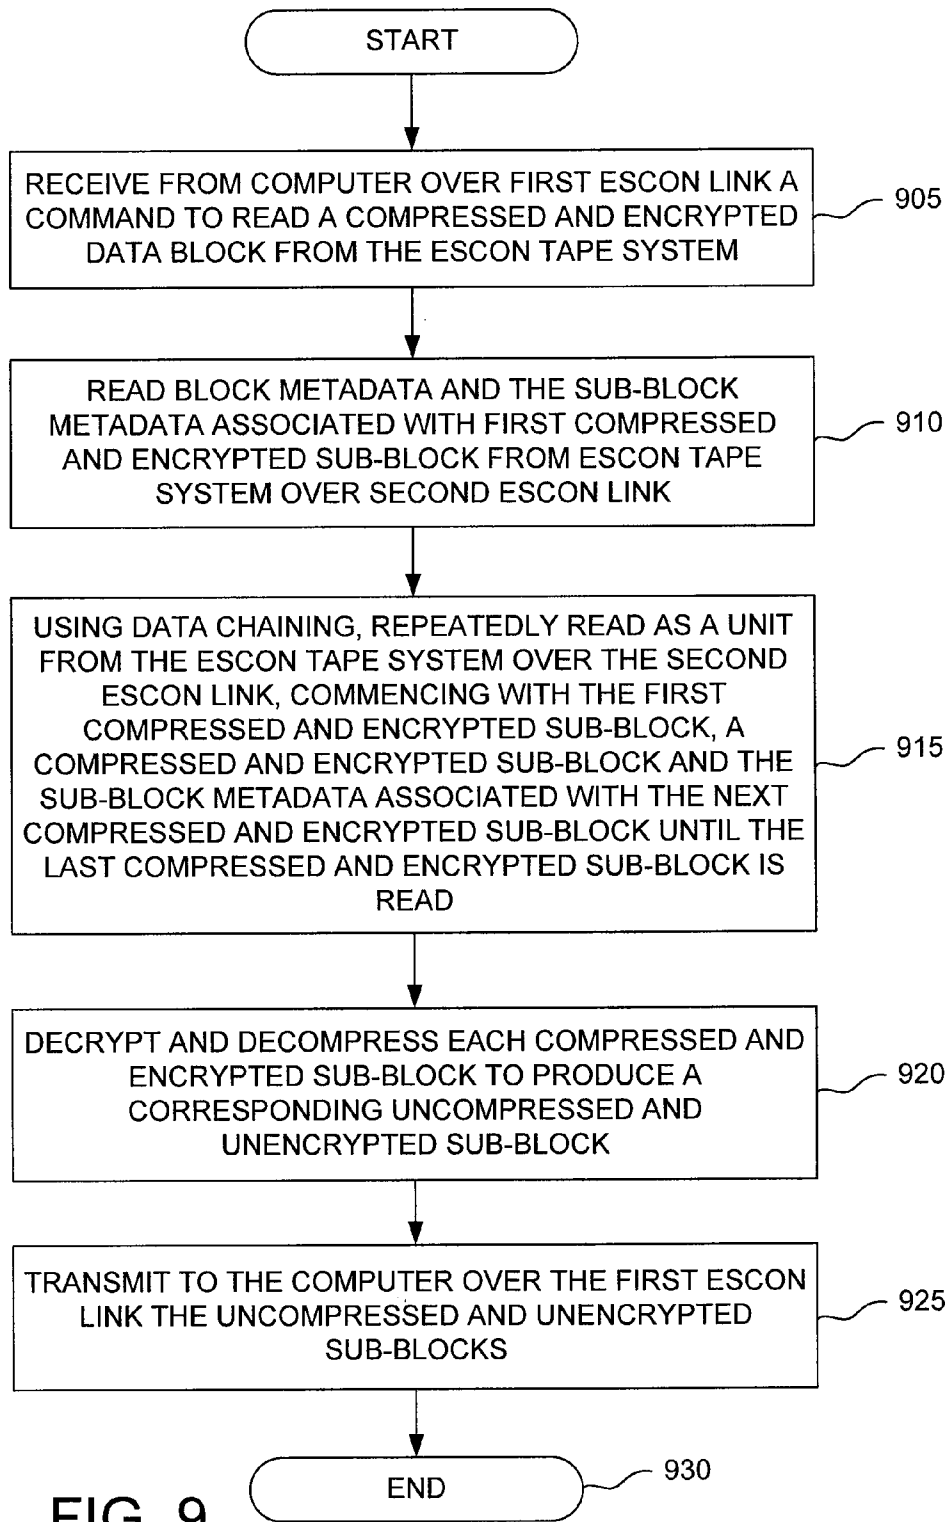 START
RECEIVE FROM COMPUTER OVER FIRST ESCON LINK A
COMMAND TO READ A COMPRESSED AND ENCRYPTED
DATA BLOCK FROM THE ESCON TAPE SYSTEM
905
READ BLOCK METADATA AND THE SUB-BLOCK
METADATA ASSOCIATED WITH FIRST COMPRESSED
AND ENCRYPTED SUB-BLOCK FROM ESCON TAPE
SYSTEM OVER SECOND ESCON LINK
910
USING DATA CHAINING, REPEATEDLY READ AS A UNIT
FROM THE ESCON TAPE SYSTEM OVER THE SECOND
ESCON LINK, COMMENCING WITH THE FIRST
COMPRESSED AND ENCRYPTED SUB-BLOCK, A
COMPRESSED AND ENCRYPTED SUB-BLOCK AND THE
SUB-BLOCK METADATA ASSOCIATED WITH THE NEXT
COMPRESSED AND ENCRYPTED SUB-BLOCK UNTIL THE
LAST COMPRESSED AND ENCRYPTED SUB-BLOCK IS
READ
915
DECRYPT AND DECOMPRESS EACH COMPRESSED AND
ENCRYPTED SUB-BLOCK TO PRODUCE A
CORRESPONDING UNCOMPRESSED AND
UNENCRYPTED SUB-BLOCK
920
TRANSMIT TO THE COMPUTER OVER THE FIRST ESCON
LINK THE UNCOMPRESSED AND UNENCRYPTED
SUB-BLOCKS
925
END
930
FIG. 9